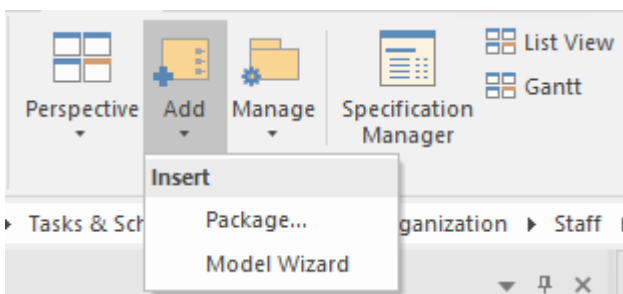 List View
Gantt
Perspective Add Manage Specification
Manager
Insert
Tasks & Sch ganization Staff
Package...
Model Wizard